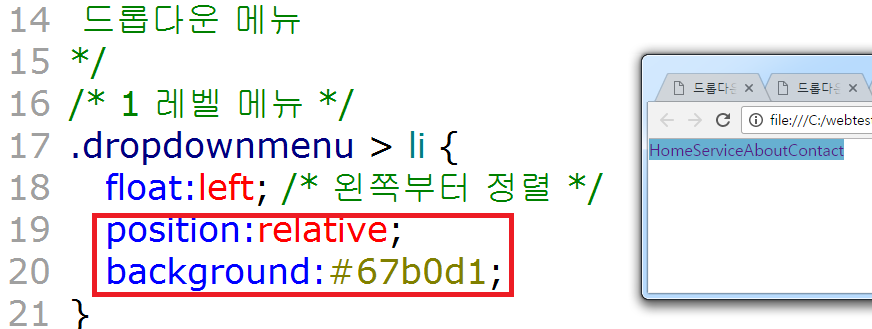 14 드롭다운 메뉴
15 */
16 /* 1 레벨 메뉴 */
17 .dropdownmenu > li {
18 float:left; /* 왼쪽부터 정렬 */
19 position:relative;
20 background:#67b0d1;
21 }
드롭다운 × 드롭다운 ×
file:///C:/webtes
HomeServiceAboutContact